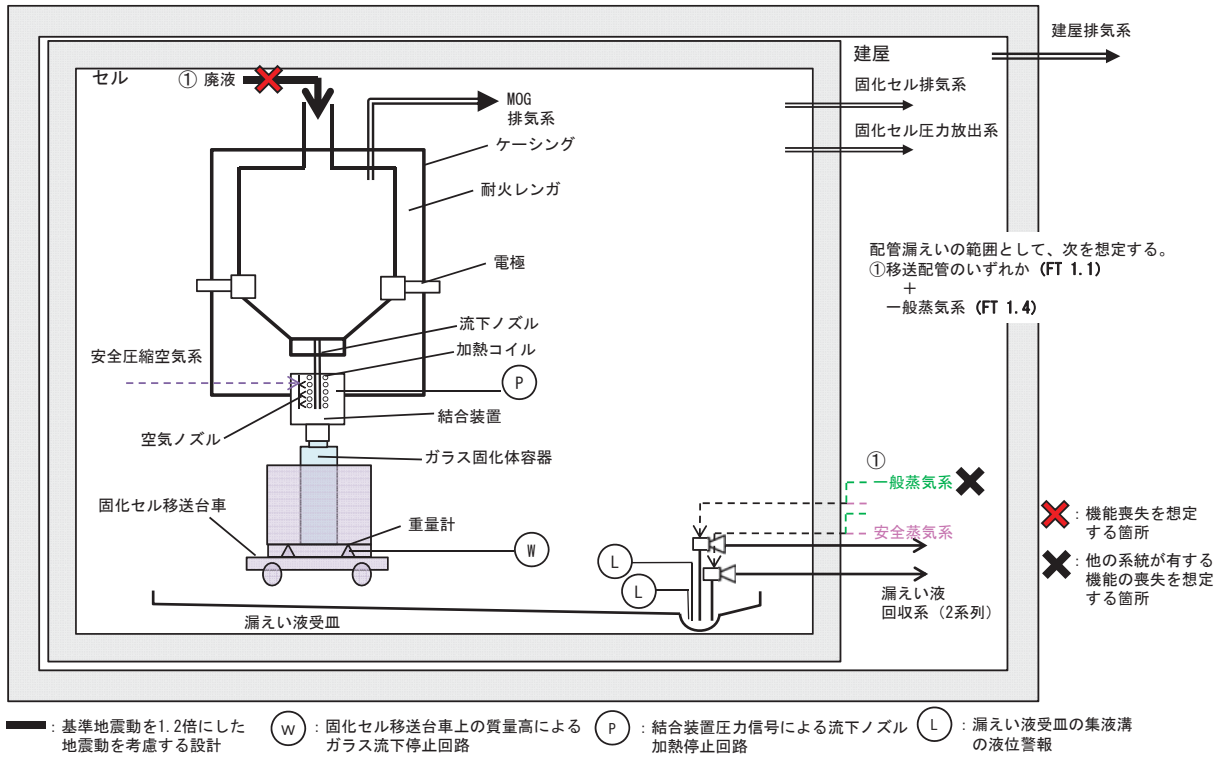 建屋排気系
建屋
セル
① 廃液
固化セル排気系
MOG
排気系
固化セル圧力放出系
ケーシング
耐火レンガ
配管漏えいの範囲として、次を想定する。
①移送配管のいずれか (FT 1.1)
＋
一般蒸気系 (FT 1.4)
電極
流下ノズル
加熱コイル
安全圧縮空気系
P
結合装置
空気ノズル
ガラス固化体容器
①
一般蒸気系
固化セル移送台車
重量計
：機能喪失を想定
する箇所
安全蒸気系
W
L
：他の系統が有する
機能の喪失を想定
する箇所
L
漏えい液
回収系（2系列）
漏えい液受皿
：基準地震動を1.2倍にした
地震動を考慮する設計
W ：固化セル移送台車上の質量高による
ガラス流下停止回路
P ：結合装置圧力信号による流下ノズル
加熱停止回路
L ：漏えい液受皿の集液溝
の液位警報